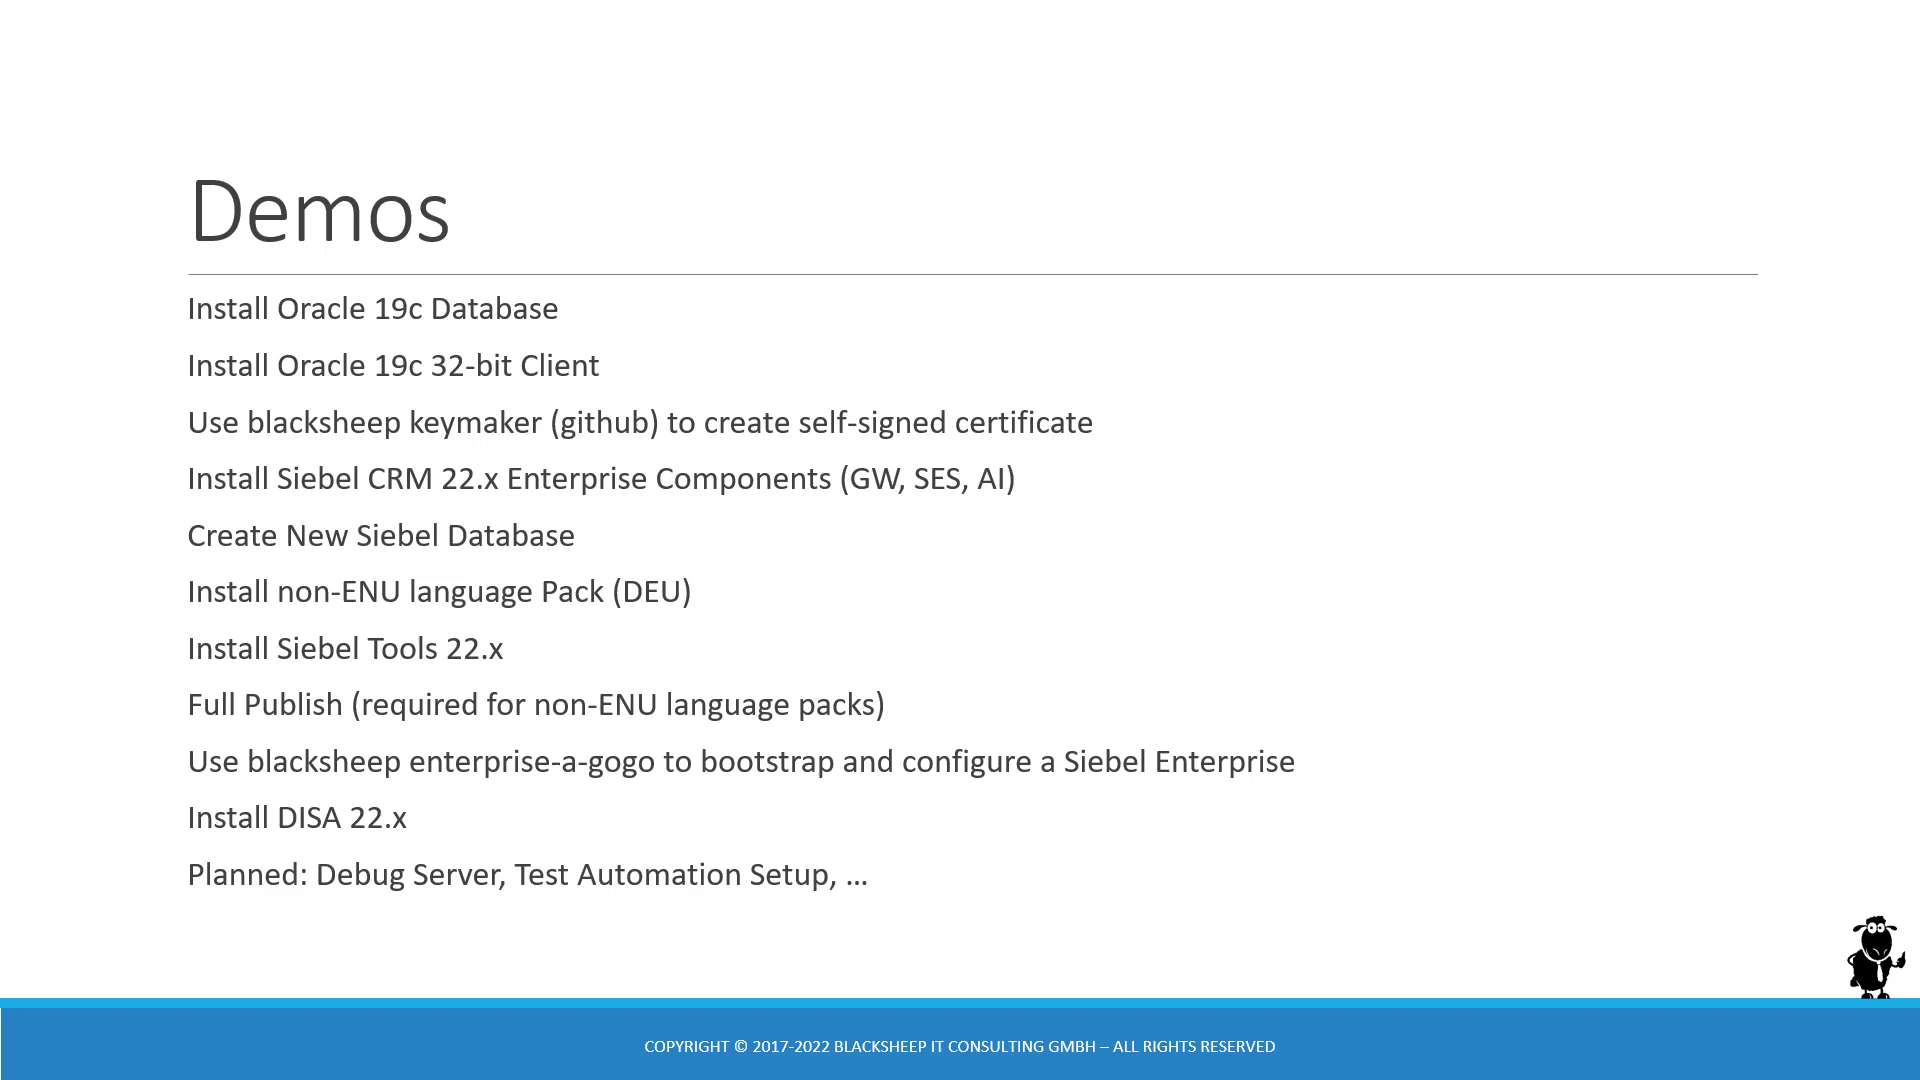 Demos
Install Oracle 19c Database
Install Oracle 19c 32-bit Client
Use blacksheep keymaker (github) to create self-signed certificate
Install Siebel CRM 22.x Enterprise Components (GW, SES, AI)
Create New Siebel Database
Install non-ENU language Pack (DEU)
Install Siebel Tools 22.x
Full Publish (required for non-ENU language packs)
Use blacksheep enterprise-a-gogo to bootstrap and configure a Siebel Enterprise
Install DISA 22.x
Planned: Debug Server, Test Automation Setup, …
COPYRIGHT © 2017-2022 BLACKSHEEP IT CONSULTING GMBH – ALL RIGHTS RESERVED